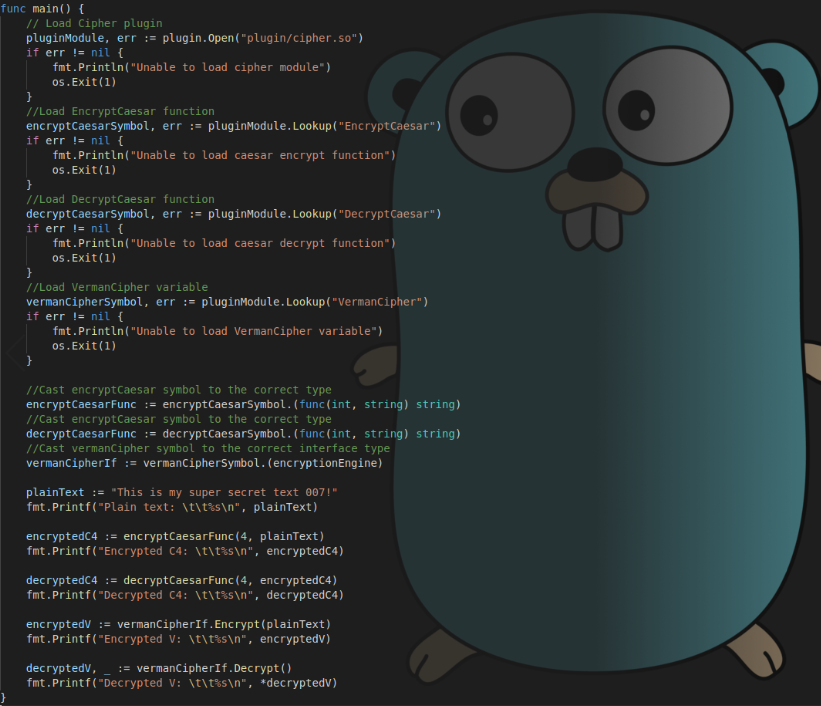 func main() {
    // Load Cipher plugin
    pluginModule, err := plugin.Open("plugin/cipher.so")
    if err != nil {
        fmt.Println("Unable to load cipher module")
        os.Exit(1)
    }
    //Load EncryptCaesar function
    encryptCaesarSymbol, err := pluginModule.Lookup("EncryptCaesar")
    if err != nil {
        fmt.Println("Unable to load caesar encrypt function")
        os.Exit(1)
    }
    //Load DecryptCaesar function
    decryptCaesarSymbol, err := pluginModule.Lookup("DecryptCaesar")
    if err != nil {
        fmt.Println("Unable to load caesar decrypt function")
        os.Exit(1)
    }
    //Load VermanCipher variable
    vermanCipherSymbol, err := pluginModule.Lookup("VermanCipher")
    if err != nil {
        fmt.Println("Unable to load VermanCipher variable")
        os.Exit(1)
    }

    //Cast encryptCaesar symbol to the correct type
    encryptCaesarFunc := encryptCaesarSymbol.(func(int, string) string)
    //Cast encryptCaesar symbol to the correct type
    decryptCaesarFunc := decryptCaesarSymbol.(func(int, string) string)
    //Cast vermanCipher symbol to the correct interface type
    vermanCipherIf := vermanCipherSymbol.(encryptionEngine)

    plainText := "This is my super secret text 007!"
    fmt.Printf("Plain text: \t\t%s\n", plainText)

    encryptedC4 := encryptCaesarFunc(4, plainText)
    fmt.Printf("Encrypted C4: \t\t%s\n", encryptedC4)

    decryptedC4 := decryptCaesarFunc(4, encryptedC4)
    fmt.Printf("Decrypted C4: \t\t%s\n", decryptedC4)

    encryptedV := vermanCipherIf.Encrypt(plainText)
    fmt.Printf("Encrypted V: \t\t%s\n", encryptedV)

    decryptedV, _ := vermanCipherIf.Decrypt()
    fmt.Printf("Decrypted V: \t\t%s\n", *decryptedV)
}